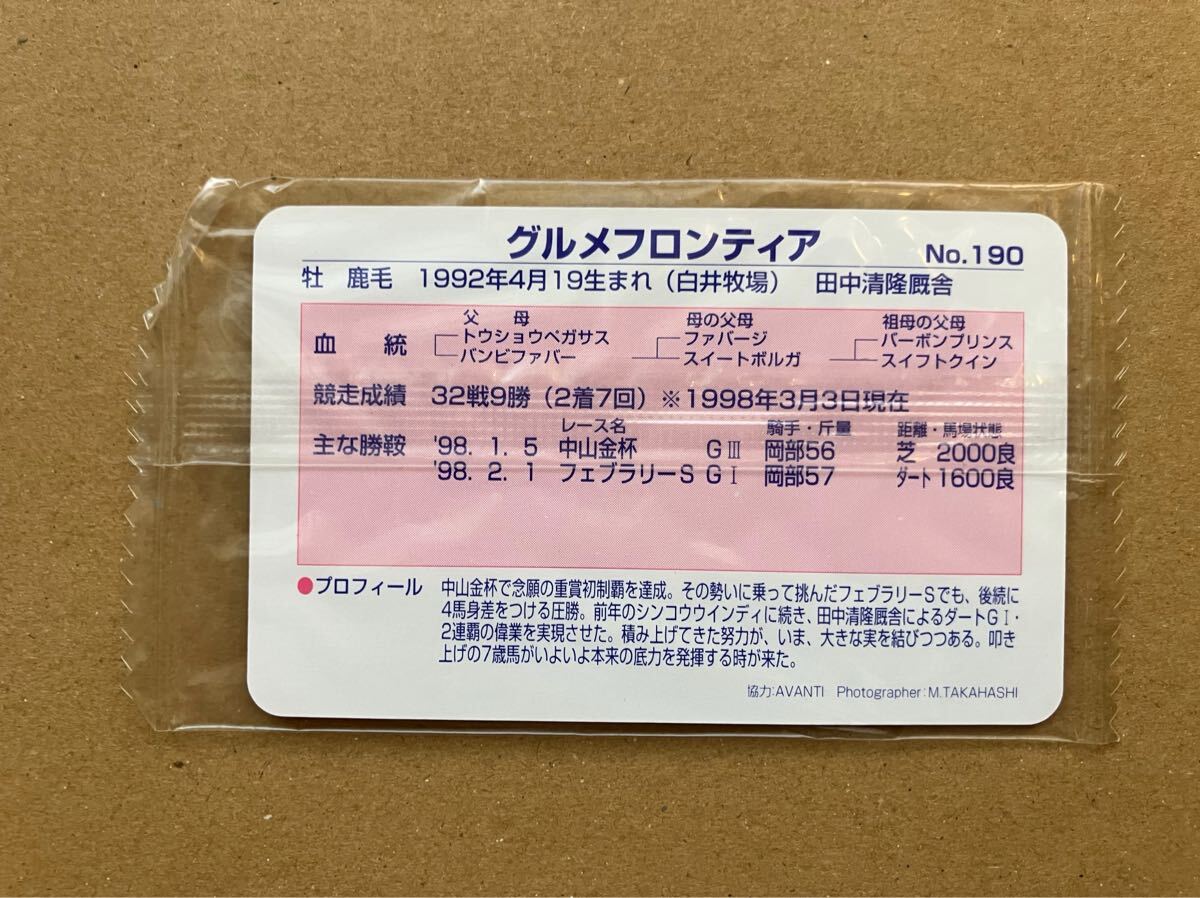 グルメフロンティア No.190
牡 鹿毛 1992年4月19生まれ（白井牧場） 田中清隆厩舎
父 母 母の父母 祖母の父母
血統 トウショウペガサス ファバージ バーボンプリンス
バンビファバー スイートボルガ スイフトクイン
競走成績 32戦9勝（2着7回）※1998年3月3日現在
レース名 騎手・斤量 距離・馬場状態
主な勝鞍 '98. 1. 5 中山金杯 GⅢ 岡部56 芝 2000良
'98. 2. 1 フェブラリーS GⅠ 岡部57 ダート1600良
●プロフィール 中山金杯で念願の重賞初制覇を達成。その勢いに乗って挑んだフェブラリーSでも、後続に
4馬身差をつける圧勝。前年のシンコウウインディに続き、田中清隆厩舎によるダートGⅠ・
2連覇の偉業を実現させた。積み上げてきた努力が、いま、大きな実を結びつつある。叩き
上げの7歳馬がいよいよ本来の底力を発揮する時が来た。
協力:AVANTI Photographer:M.TAKAHASHI